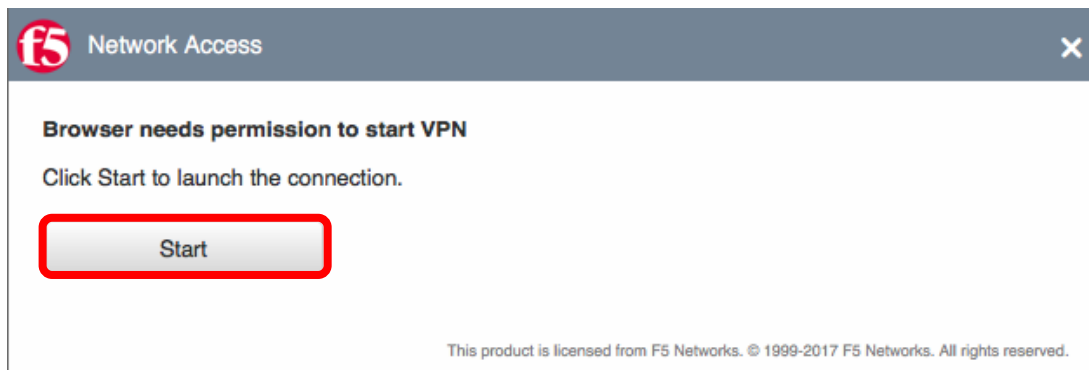 f5 Network Access
Browser needs permission to start VPN
Click Start to launch the connection.
Start
This product is licensed from F5 Networks. © 1999-2017 F5 Networks. All rights reserved.